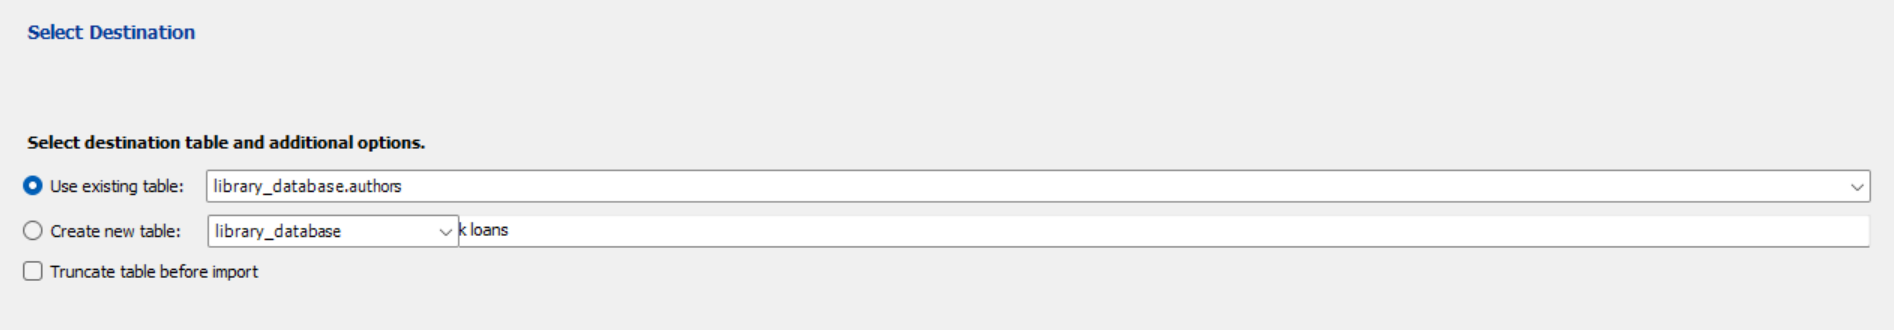 Select Destination
Select destination table and additional options.
Use existing table: library_database.authors
Create new table: library_database k loans
Truncate table before import